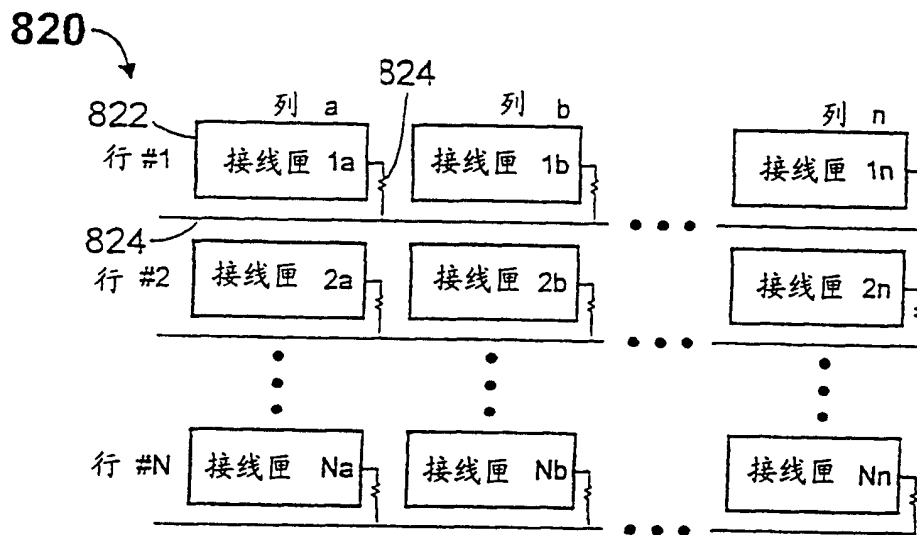 820
824
822
列 a
列 b
列 n
行 #1
接线匣 1a
接线匣 1b
接线匣 1n
824
行 #2
接线匣 2a
接线匣 2b
接线匣 2n
行 #N
接线匣 Na
接线匣 Nb
接线匣 Nn